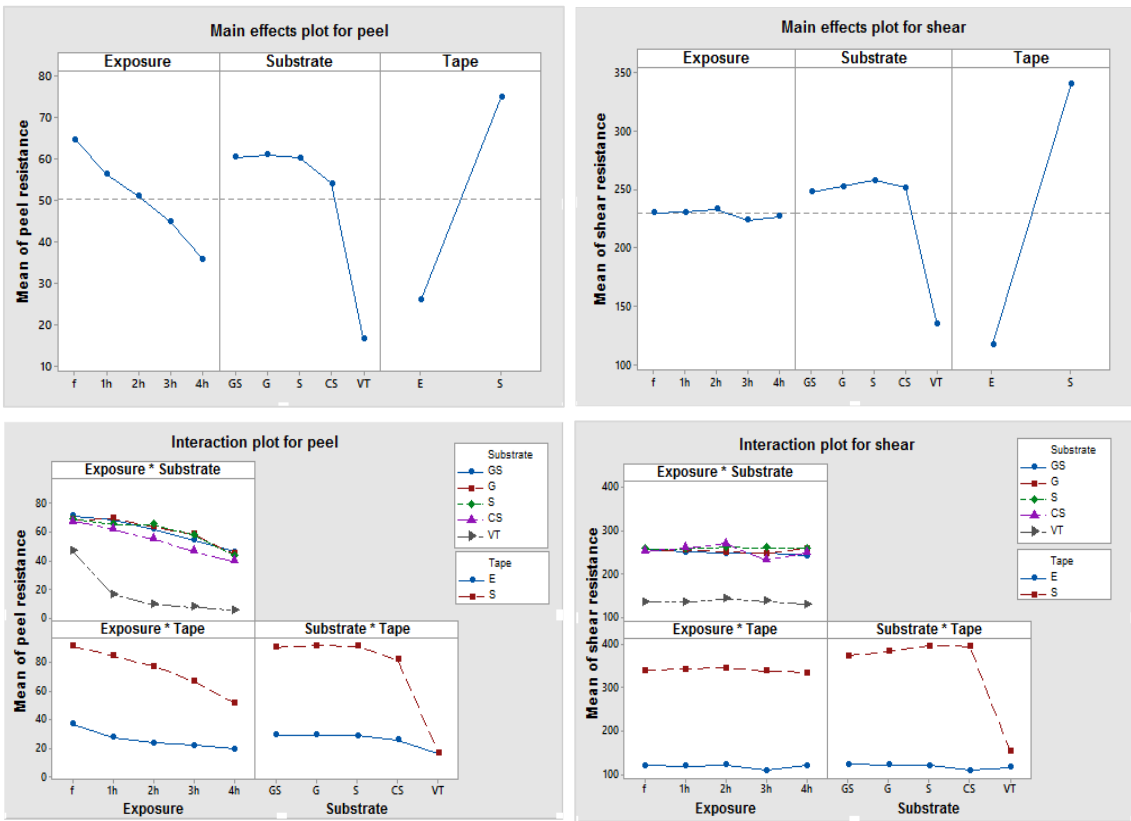 Main effects plot for peel
Exposure Substrate Tape
Mean of peel resistance
80
70
60
50
40
30
20
10
f 1h 2h 3h 4h GS G S CS VT E S
Main effects plot for shear
Exposure Substrate Tape
Mean of shear resistance
350
300
250
200
150
100
f 1h 2h 3h 4h GS G S CS VT E S
Interaction plot for peel
Exposure * Substrate
80
60
40
20
0
Substrate
GS
G
S
CS
VT
Tape
E
S
Mean of peel resistance
Exposure * Tape Substrate * Tape
80
60
40
20
0
f 1h 2h 3h 4h GS G S CS VT
Exposure Substrate
Interaction plot for shear
Exposure * Substrate
400
300
200
100
Substrate
GS
G
S
CS
VT
Tape
E
S
Mean of shear resistance
Exposure * Tape Substrate * Tape
400
300
200
100
f 1h 2h 3h 4h GS G S CS VT
Exposure Substrate